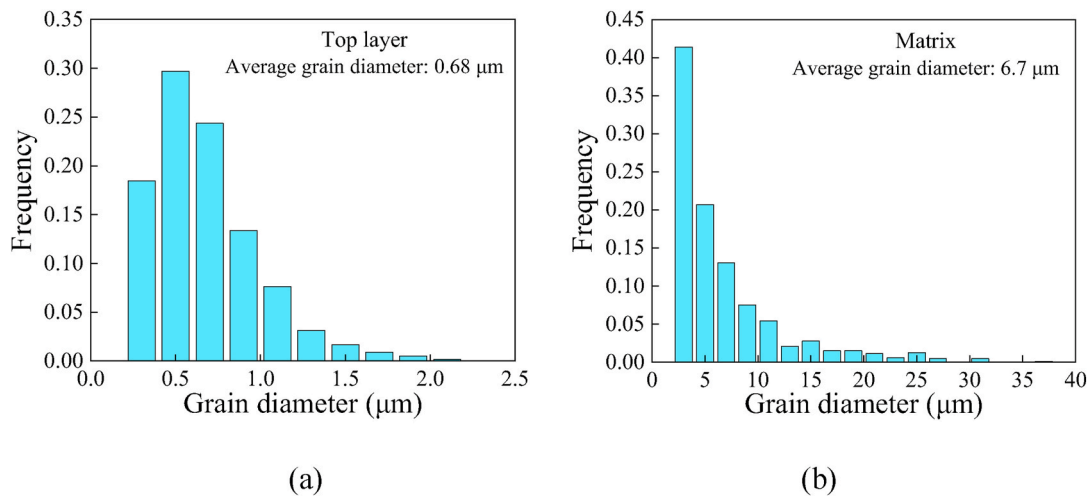 0.35
0.30
0.25
0.20
0.15
0.10
0.05
0.00
Frequency
Top layer
Average grain diameter: 0.68 μm
0.0 0.5 1.0 1.5 2.0 2.5
Grain diameter (μm)
(a)
0.45
0.40
0.35
0.30
0.25
0.20
0.15
0.10
0.05
0.00
Frequency
Matrix
Average grain diameter: 6.7 μm
0 5 10 15 20 25 30 35 40
Grain diameter (μm)
(b)